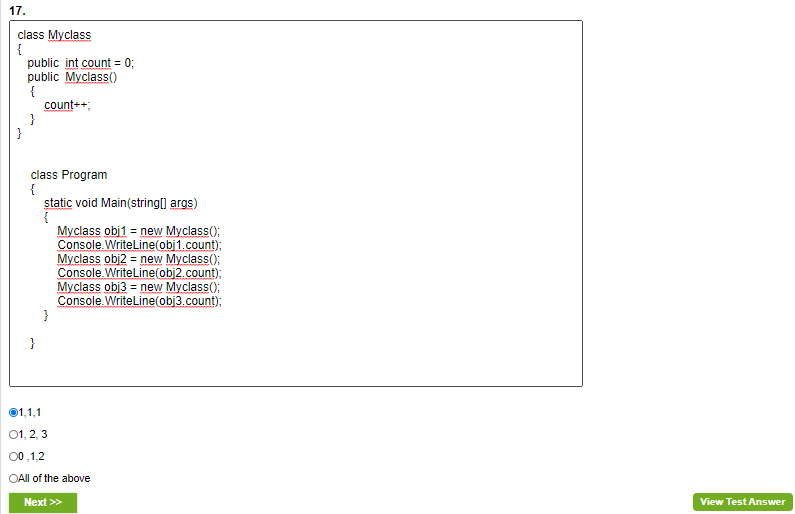 17.
class Myclass
{
public int count = 0;
public Myclass()
{
count++;
}
}
class Program
{
static void Main(string[] args)
{
Myclass obj1 = new Myclass();
Console.WriteLine(obj1.count);
Myclass obj2 = new Myclass();
Console.WriteLine(obj2.count);
Myclass obj3 = new Myclass();
Console.WriteLine(obj3.count);
}
}
1,1,1
1, 2, 3
0 ,1,2
All of the above
Next >>
View Test Answer